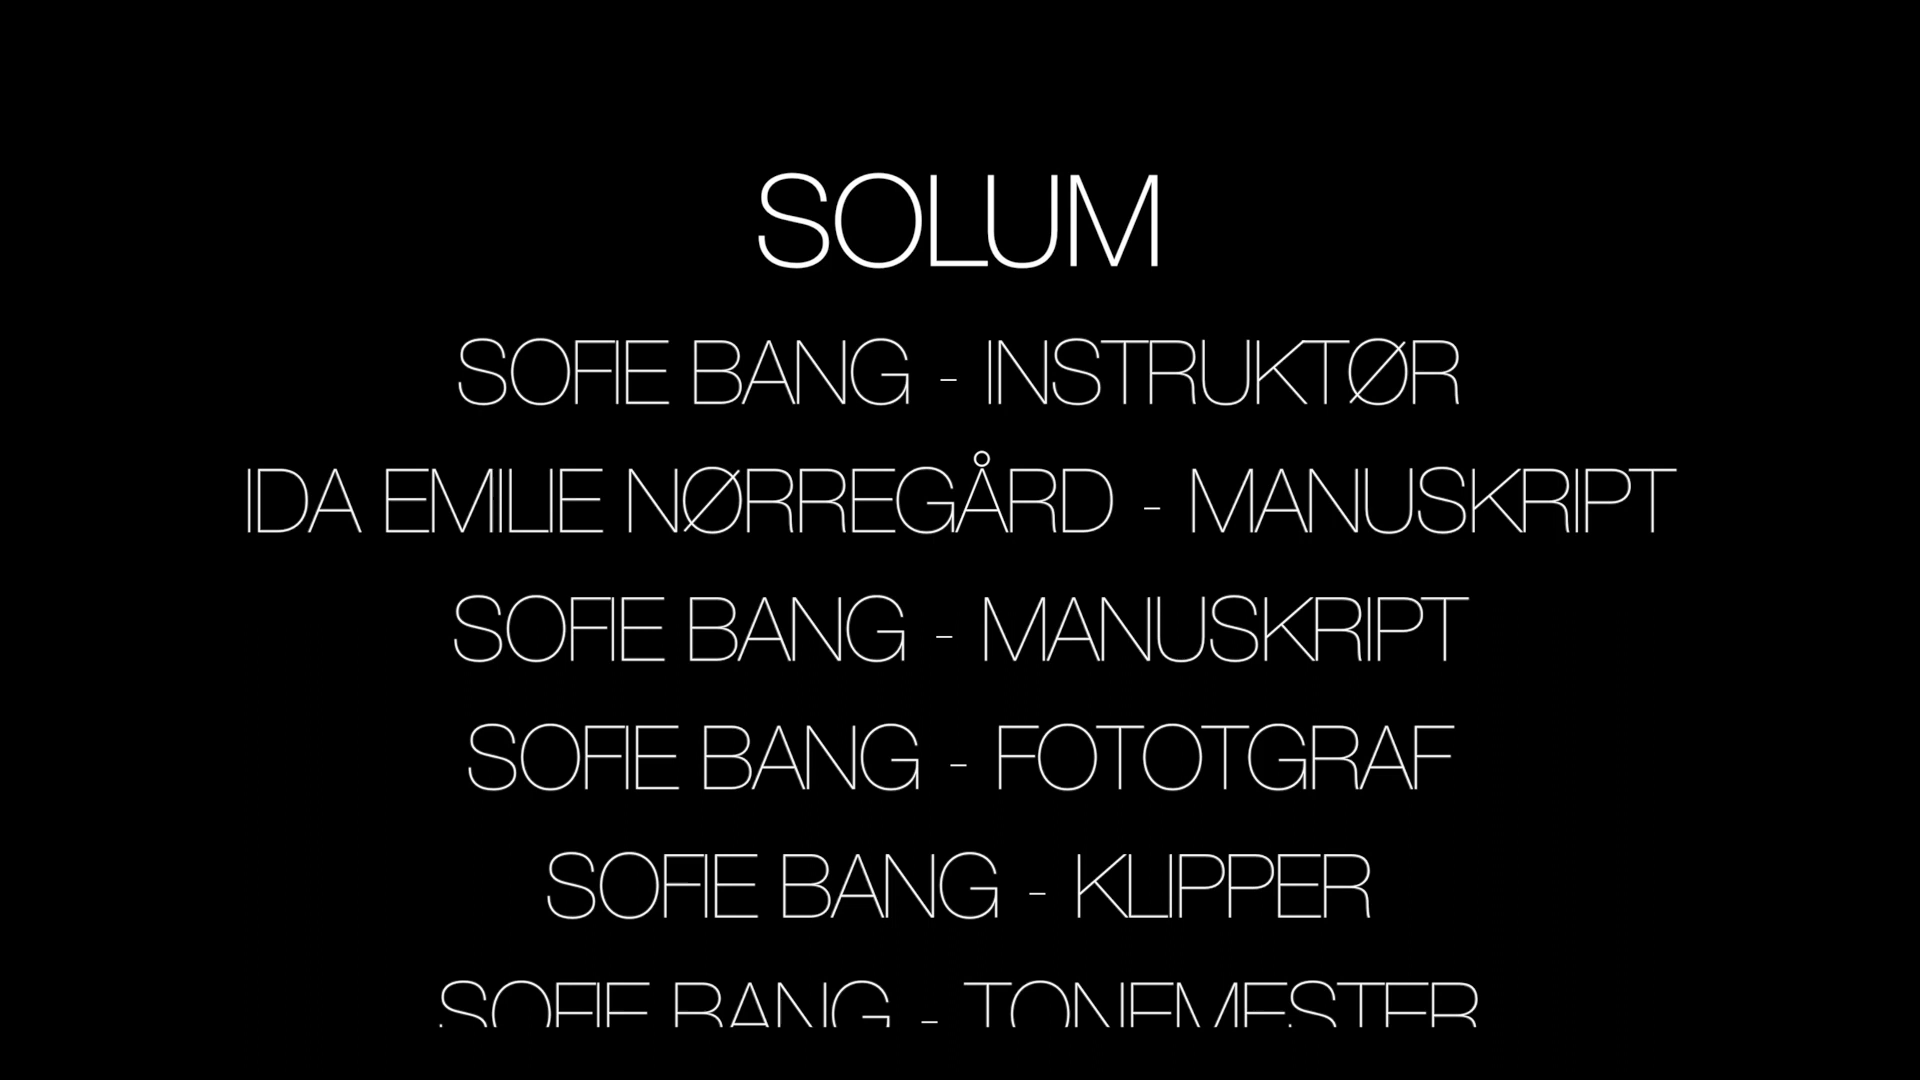 SOLUM
SOFIE BANG - INSTRUKTØR
IDA EMILIE NØRREGÅRD - MANUSKRIPT
SOFIE BANG - MANUSKRIPT
SOFIE BANG - FOTOTGRAF
SOFIE BANG - KLIPPER
SOFIE BANG - TONEMESTER